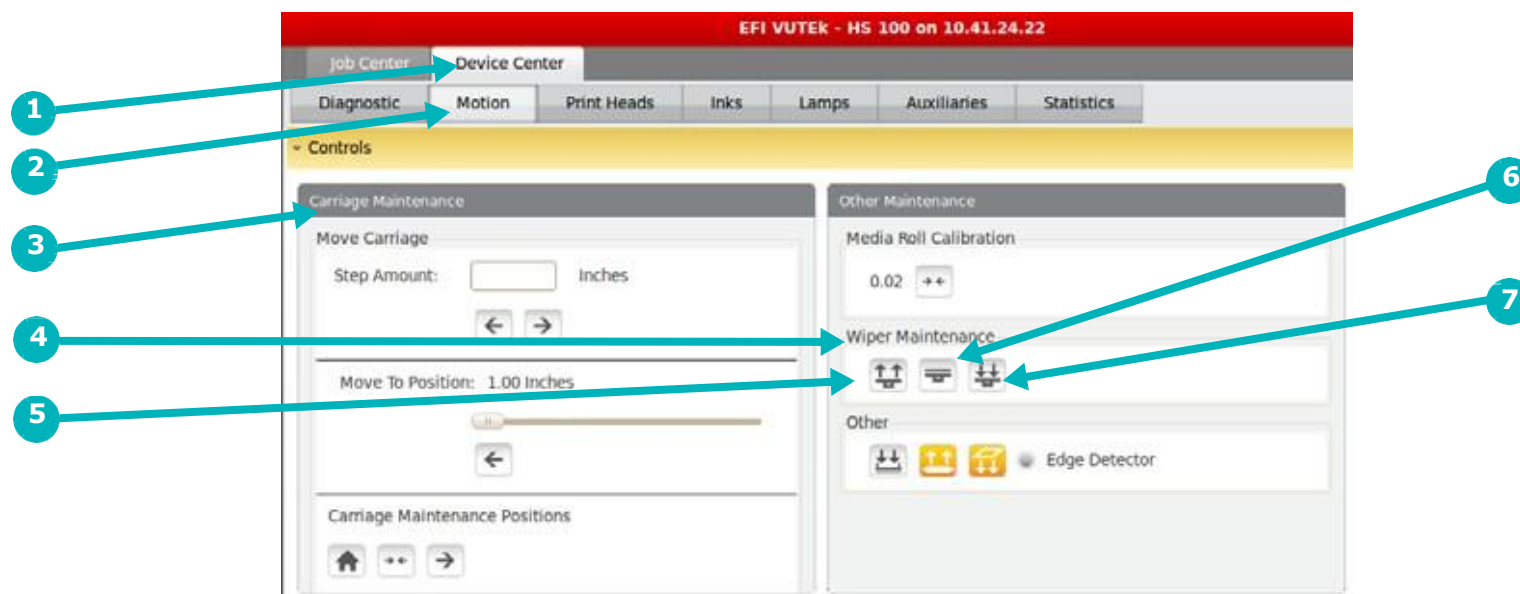 EFI VUTEk - HS 100 on 10.41.24.22
Job Center Device Center
1
Diagnostic Motion Print Heads Inks Lamps Auxiliaries Statistics
2
Controls
6
Carriage Maintenance
Other Maintenance
3
Move Carriage
Step Amount: Inches
Media Roll Calibration
0.02
7
4
Wiper Maintenance
Move To Position: 1.00 Inches
5
Other
Edge Detector
Carriage Maintenance Positions